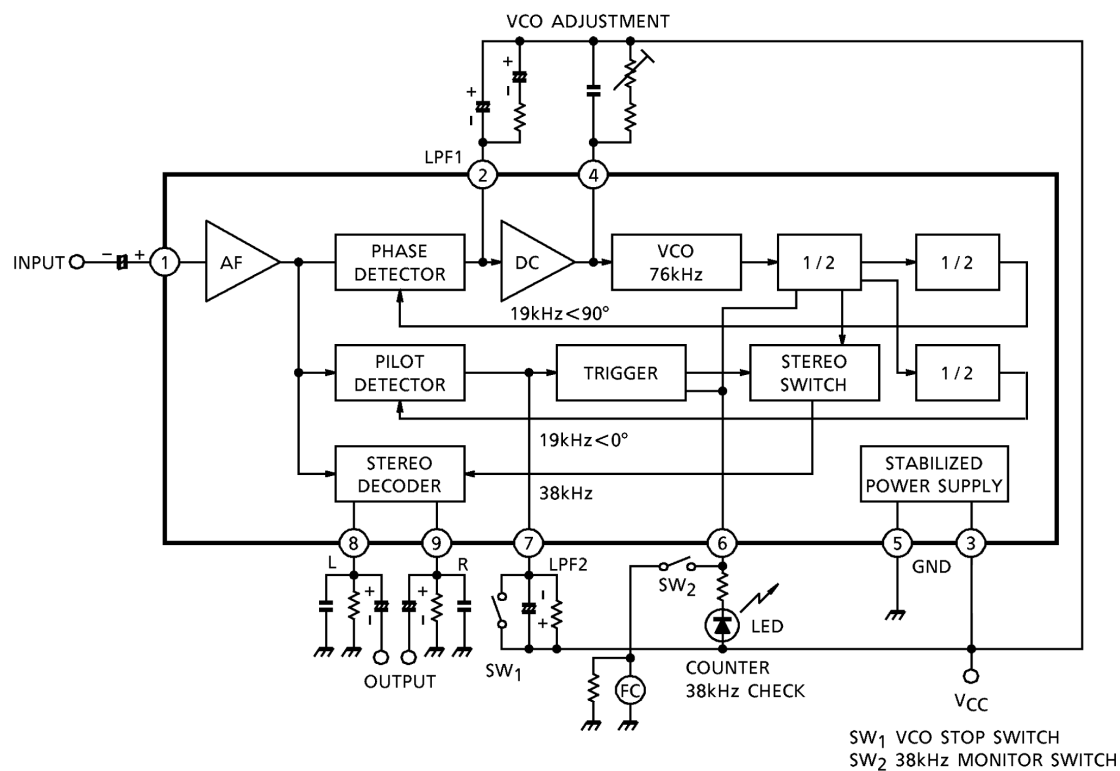 VCO ADJUSTMENT
+
−
+
−
LPF1
2
4
INPUT
− +
1
AF
PHASE
DETECTOR
DC
VCO
76kHz
1/2
1/2
19kHz<90°
PILOT
DETECTOR
TRIGGER
STEREO
SWITCH
1/2
19kHz<0°
STEREO
DECODER
38kHz
STABILIZED
POWER SUPPLY
8
9
7
6
5
3
L
R
LPF2
GND
SW2
+
−
+
−
−
+
LED
SW1
OUTPUT
COUNTER
38kHz CHECK
FC
VCC
SW1 VCO STOP SWITCH
SW2 38kHz MONITOR SWITCH